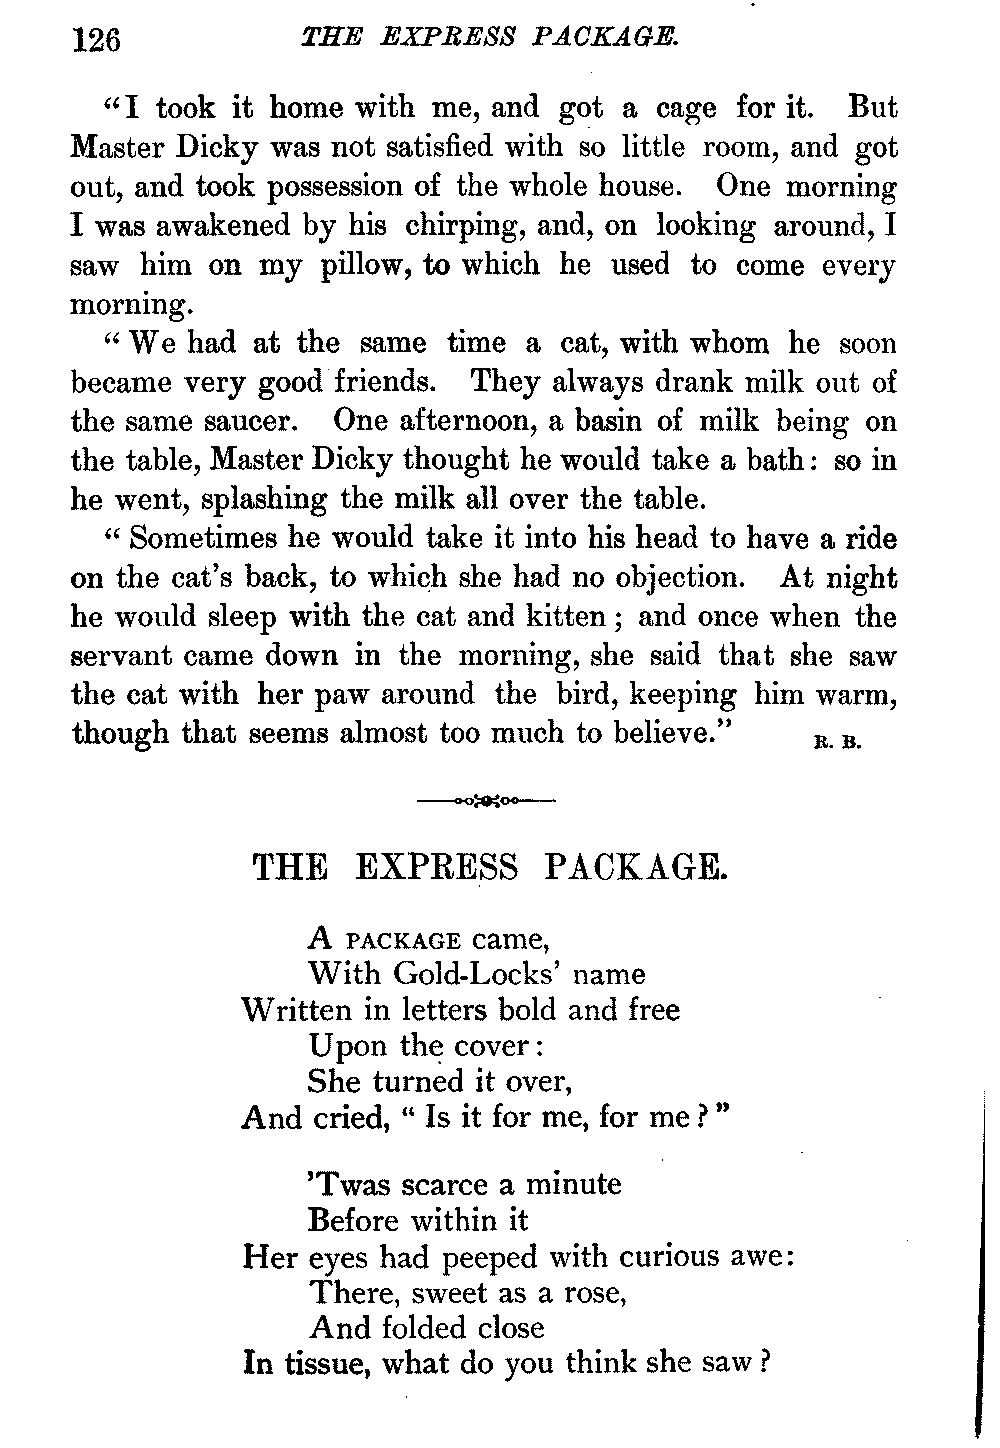 126 THE EXPRESS PACKAGE.
“I took it home with me, and got a cage for it. But
Master Dicky was not satisfied with so little room, and got
out, and took possession of the whole house. One morning
I was awakened by his chirping, and, on looking around, I
saw him on my pillow, to which he used to come every
morning.
“We had at the same time a cat, with whom he soon
became very good friends. They always drank milk out of
the same saucer. One afternoon, a basin of milk being on
the table, Master Dicky thought he would take a bath: so in
he went, splashing the milk all over the table.
“Sometimes he would take it into his head to have a ride
on the cat’s back, to which she had no objection. At night
he would sleep with the cat and kitten; and once when the
servant came down in the morning, she said that she saw
the cat with her paw around the bird, keeping him warm,
though that seems almost too much to believe.” R. B.
THE EXPRESS PACKAGE.
A PACKAGE came,
With Gold-Locks’ name
Written in letters bold and free
Upon the cover:
She turned it over,
And cried, “Is it for me, for me?”
’Twas scarce a minute
Before within it
Her eyes had peeped with curious awe:
There, sweet as a rose,
And folded close
In tissue, what do you think she saw?